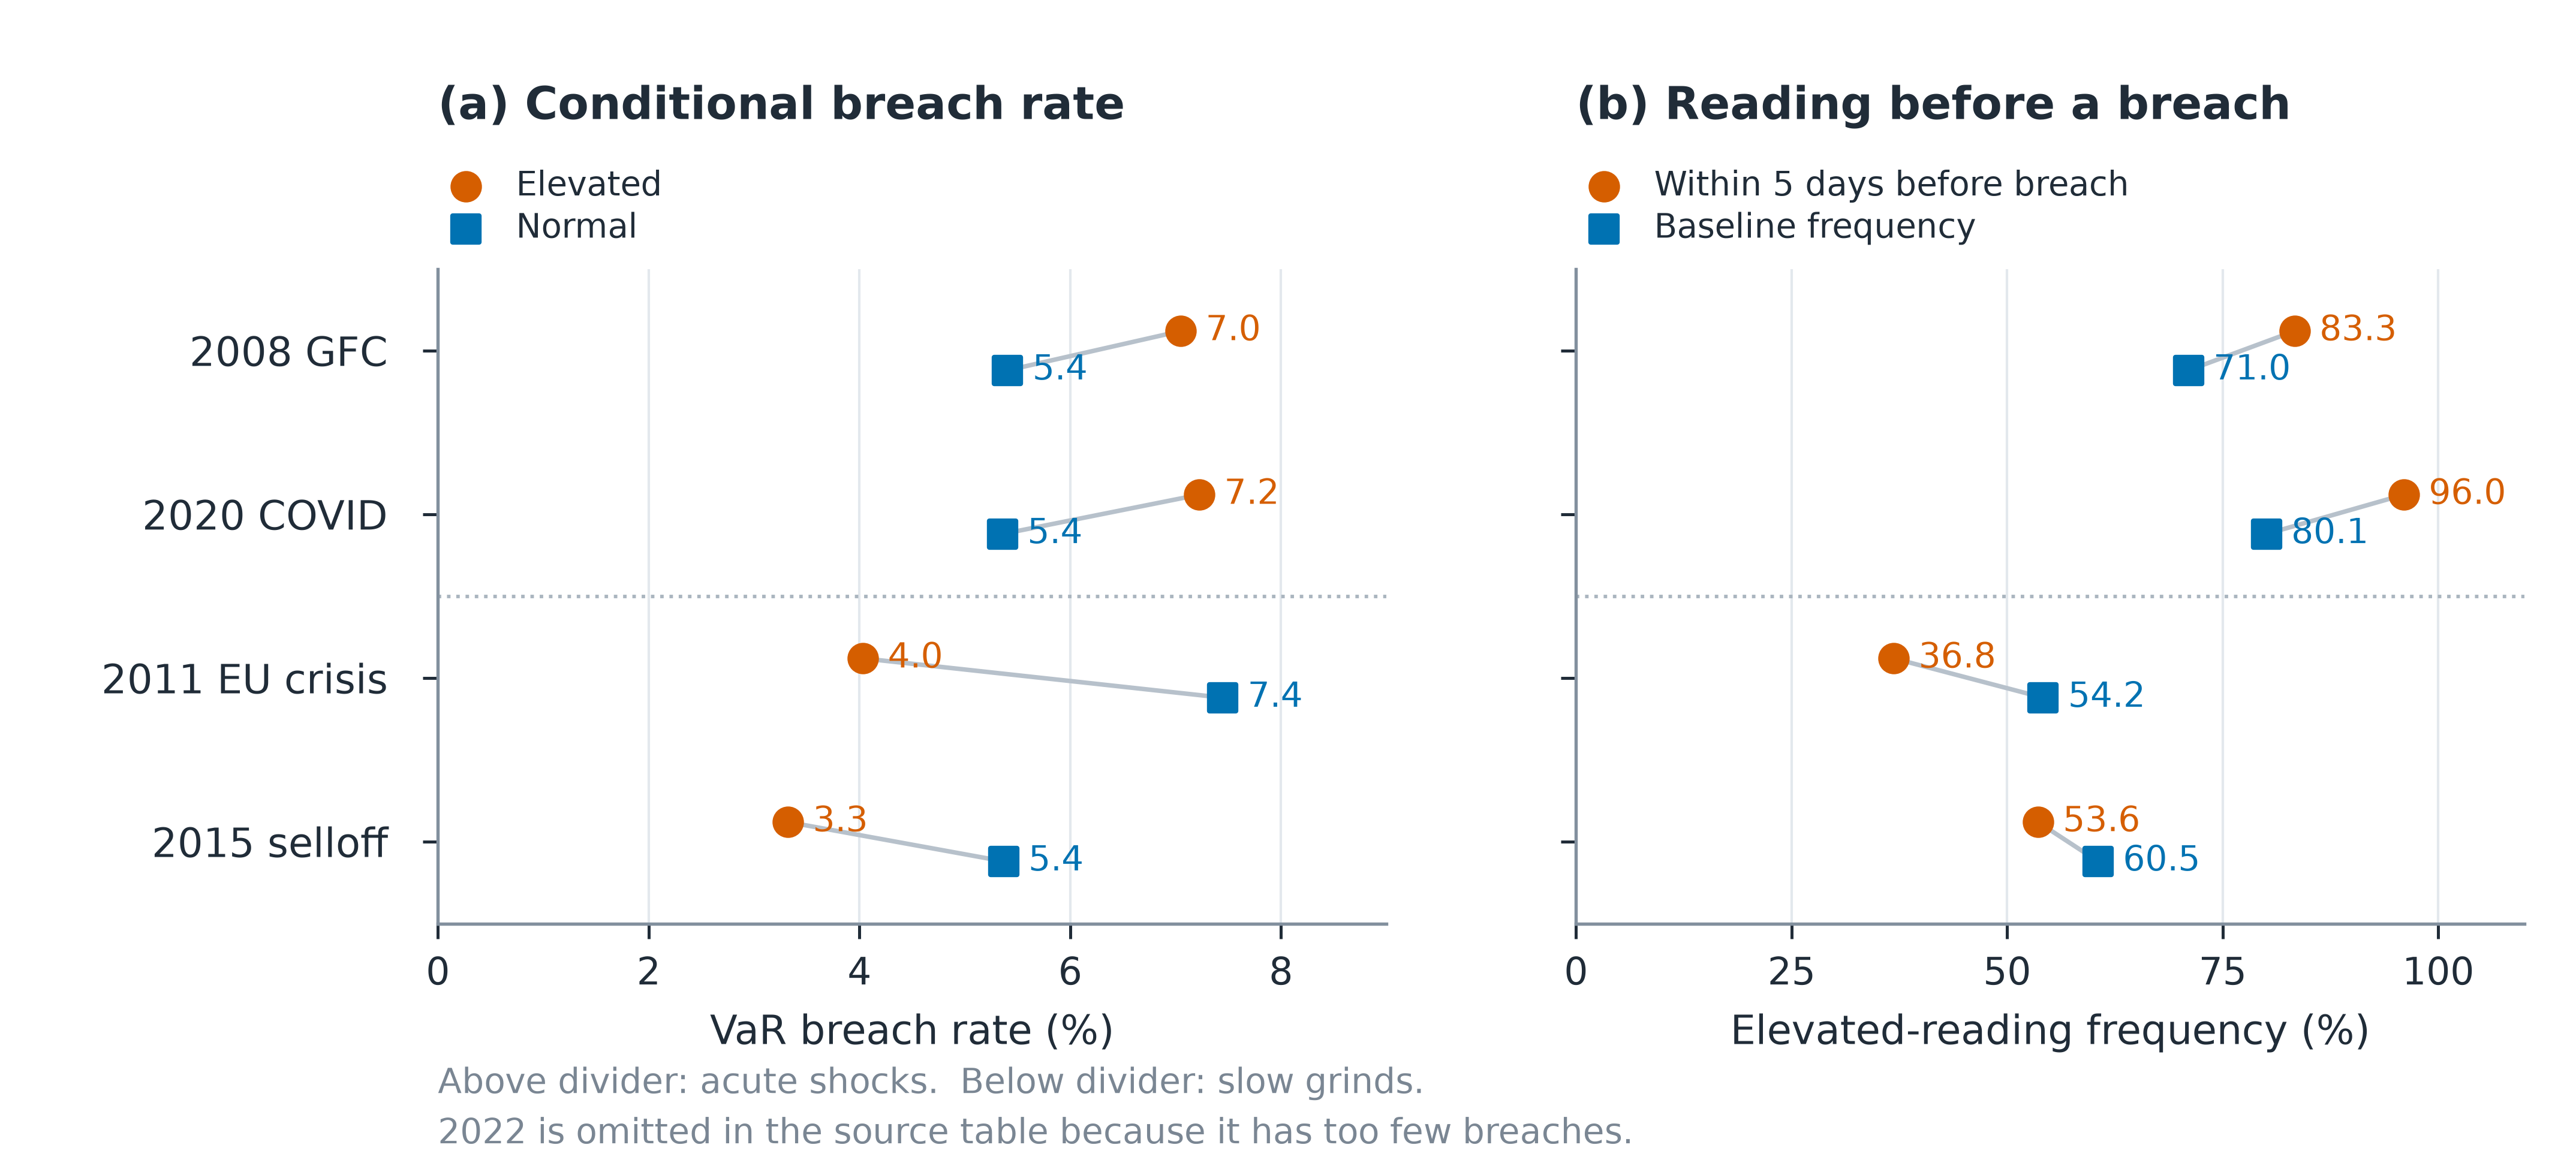 (a) Conditional breach rate
Elevated
Normal
2008 GFC
2020 COVID
2011 EU crisis
2015 selloff
7.0
5.4
7.2
5.4
4.0
7.4
3.3
5.4
0 2 4 6 8
VaR breach rate (%)
(b) Reading before a breach
Within 5 days before breach
Baseline frequency
83.3
71.0
96.0
80.1
36.8
54.2
53.6
60.5
0 25 50 75 100
Elevated-reading frequency (%)
Above divider: acute shocks. Below divider: slow grinds.
2022 is omitted in the source table because it has too few breaches.